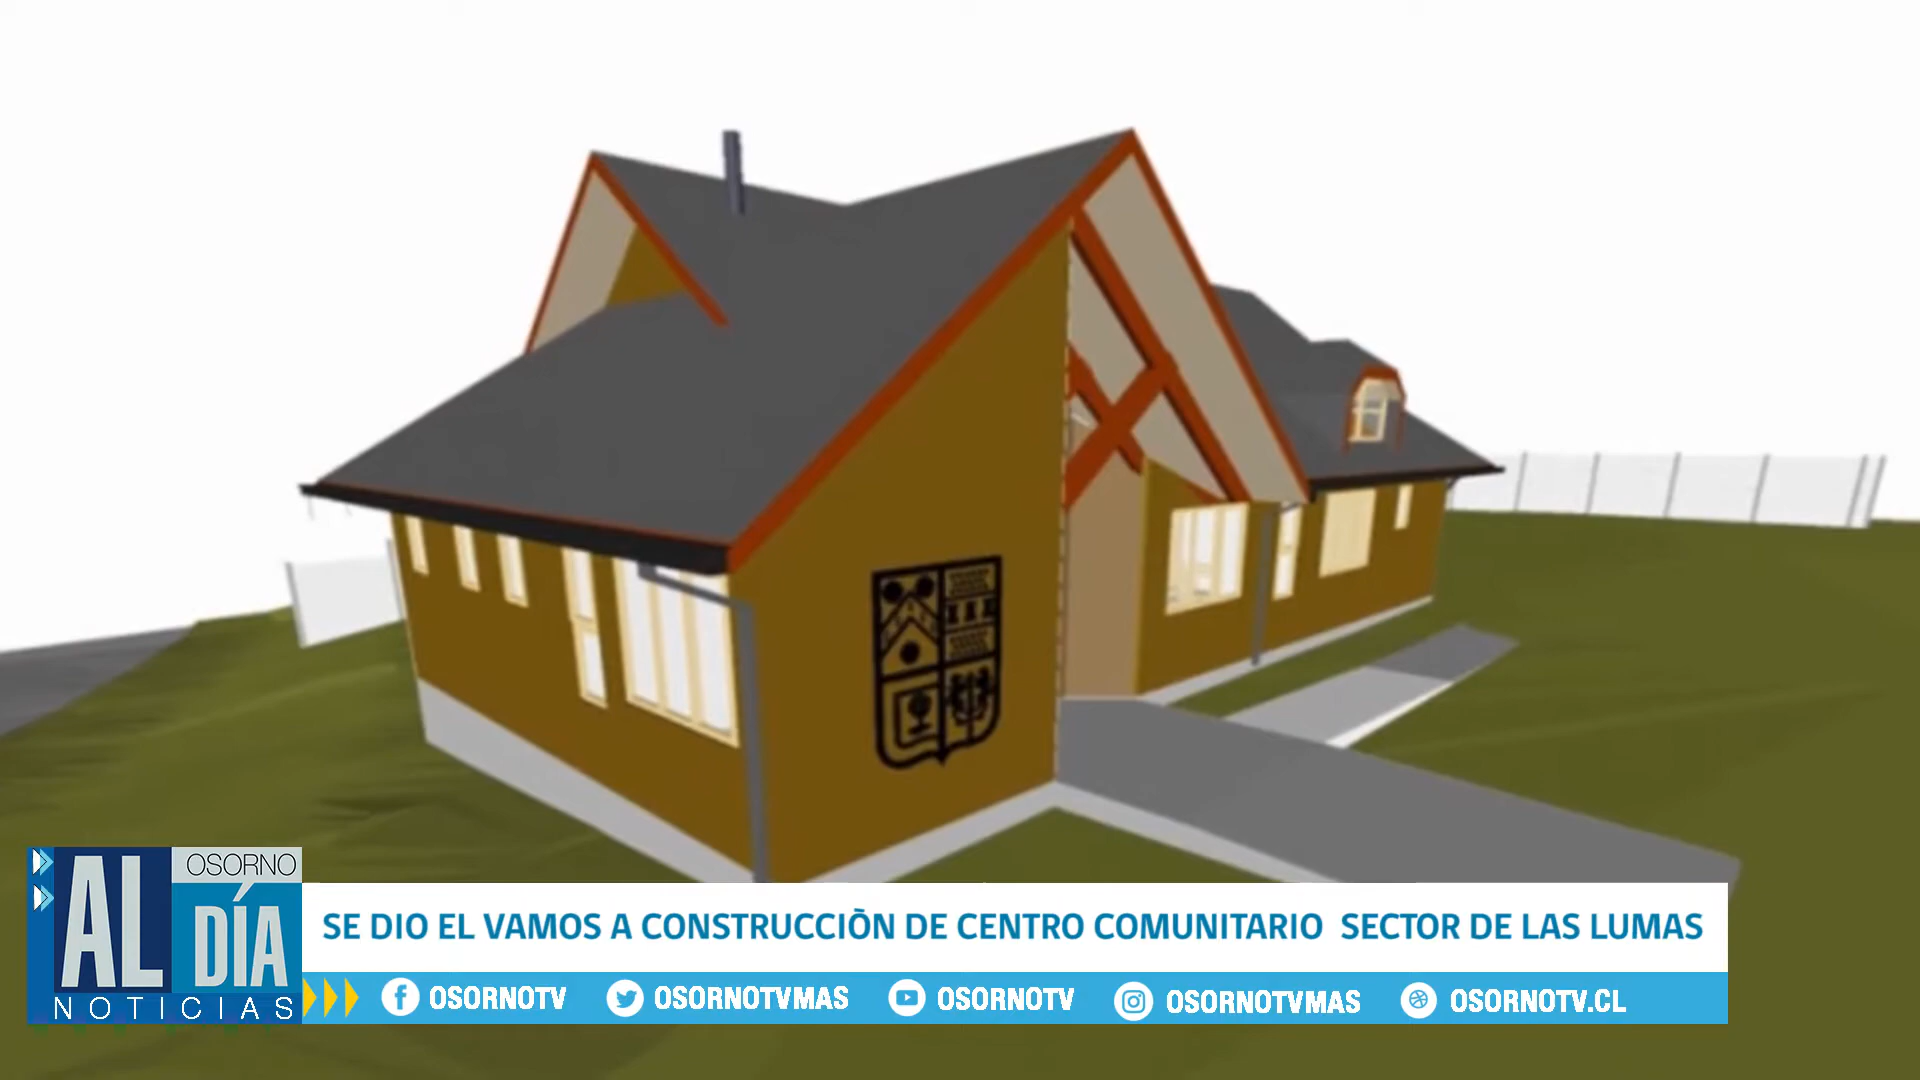 AL
OSORNO
DÍA
NOTICIAS
SE DIO EL VAMOS A CONSTRUCCIÒN DE CENTRO COMUNITARIO  SECTOR DE LAS LUMAS
OSORNOTV OSORNOTVMAS OSORNOTV OSORNOTVMAS OSORNOTV.CL